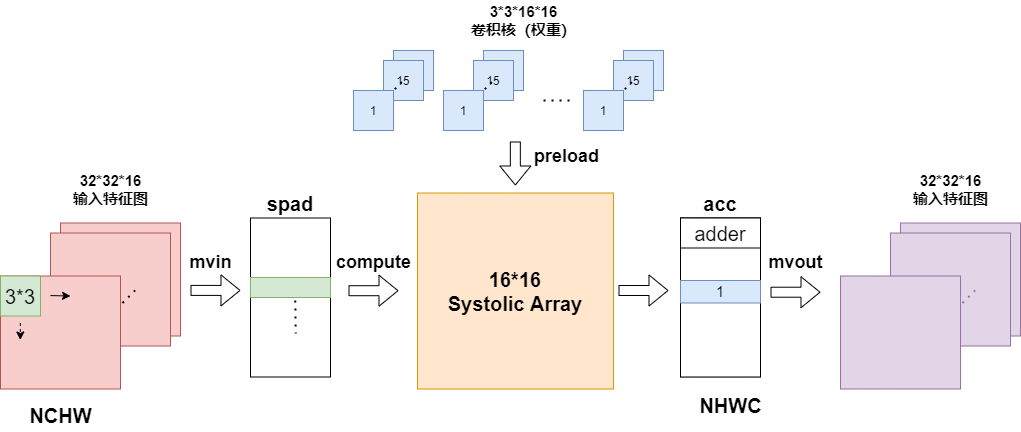 3*3*16*16
卷积核（权重）
15
15
15
1
1
....
1
preload
32*32*16
输入特征图
32*32*16
输入特征图
spad
acc
adder
mvin
compute
mvout
3*3
16*16
Systolic Array
1
NCHW
NHWC